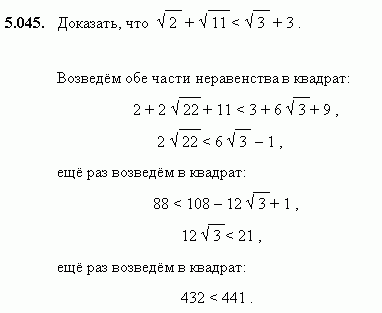 5.045. Доказать, что √2 + √11 < √3 + 3 .
Возведём обе части неравенства в квадрат:
2 + 2 √22 + 11 < 3 + 6 √3 + 9 ,
2 √22 < 6 √3 – 1 ,
ещё раз возведём в квадрат:
88 < 108 – 12 √3 + 1 ,
12 √3 < 21 ,
ещё раз возведём в квадрат:
432 < 441 .